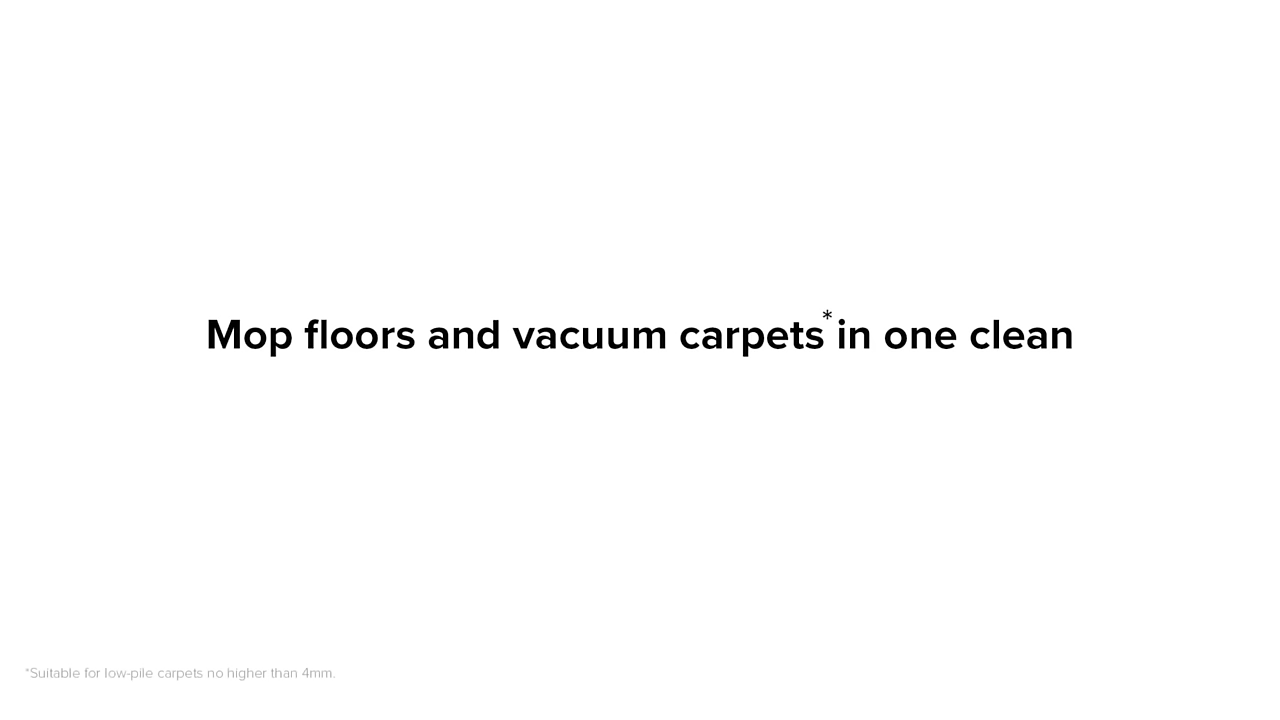 Mop floors and vacuum carpets* in one clean
*Suitable for low-pile carpets no higher than 4mm.